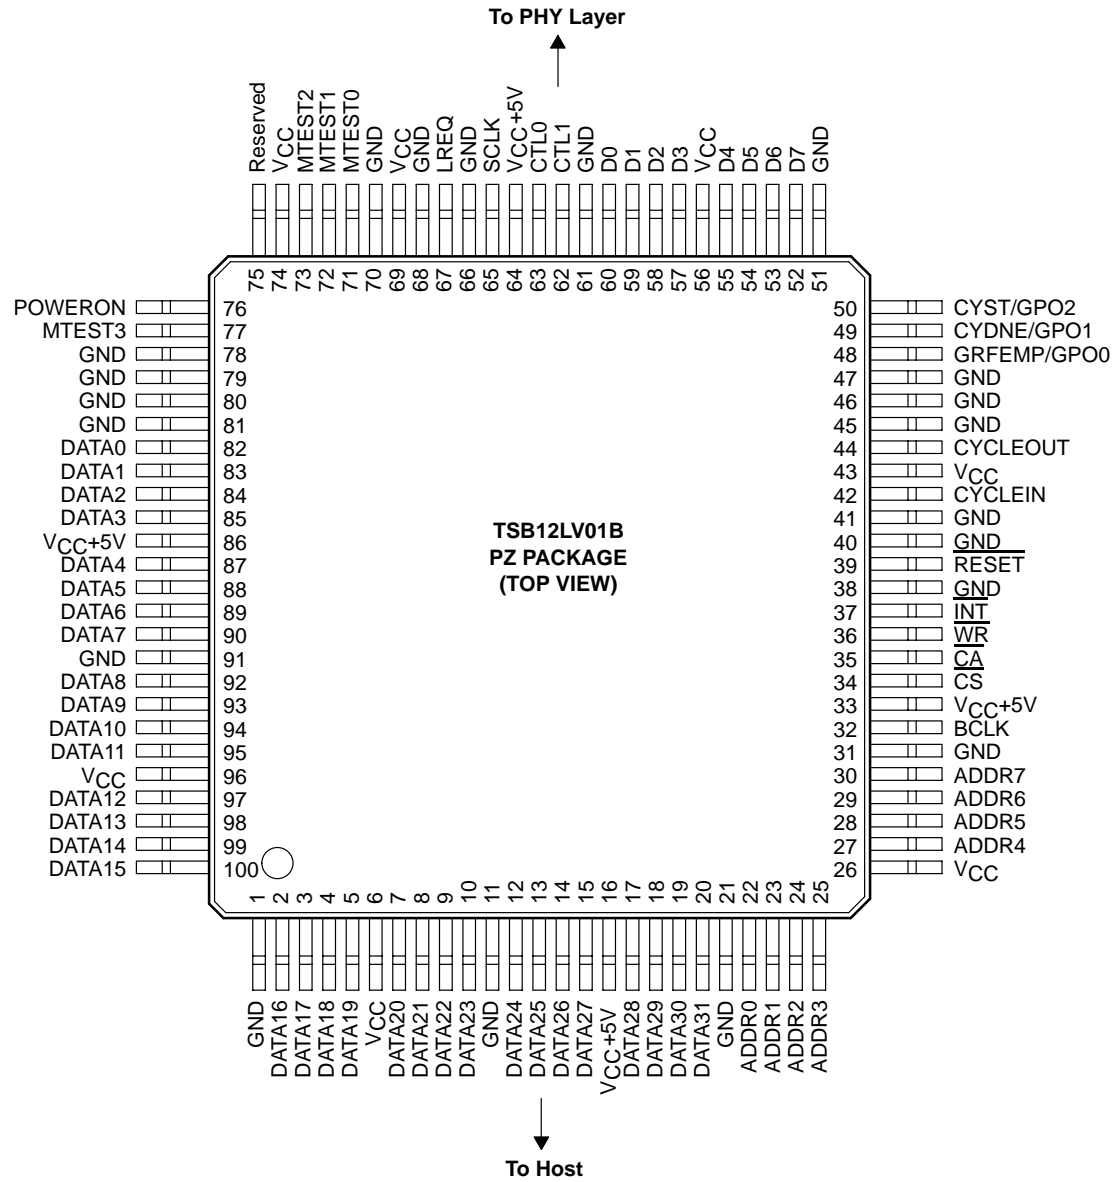 To PHY Layer
Reserved
VCC
MTEST2
MTEST1
MTEST0
GND
VCC
GND
LREQ
GND
SCLK
VCC+5V
CTL0
CTL1
GND
D0
D1
D2
D3
VCC
D4
D5
D6
D7
GND
75 74 73 72 71 70 69 68 67 66 65 64 63 62 61 60 59 58 57 56 55 54 53 52 51
POWERON 76
MTEST3 77
GND 78
GND 79
GND 80
GND 81
DATA0 82
DATA1 83
DATA2 84
DATA3 85
VCC+5V 86
DATA4 87
DATA5 88
DATA6 89
DATA7 90
GND 91
DATA8 92
DATA9 93
DATA10 94
DATA11 95
VCC 96
DATA12 97
DATA13 98
DATA14 99
DATA15 100
TSB12LV01B
PZ PACKAGE
(TOP VIEW)
50 CYST/GPO2
49 CYDNE/GPO1
48 GRFEMP/GPO0
47 GND
46 GND
45 GND
44 CYCLEOUT
43 VCC
42 CYCLEIN
41 GND
40 GND
39 RESET
38 GND
37 INT
36 WR
35 CA
34 CS
33 VCC+5V
32 BCLK
31 GND
30 ADDR7
29 ADDR6
28 ADDR5
27 ADDR4
26 VCC
1 2 3 4 5 6 7 8 9 10 11 12 13 14 15 16 17 18 19 20 21 22 23 24 25
GND
DATA16
DATA17
DATA18
DATA19
VCC
DATA20
DATA21
DATA22
DATA23
GND
DATA24
DATA25
DATA26
DATA27
VCC+5V
DATA28
DATA29
DATA30
DATA31
GND
ADDR0
ADDR1
ADDR2
ADDR3
To Host